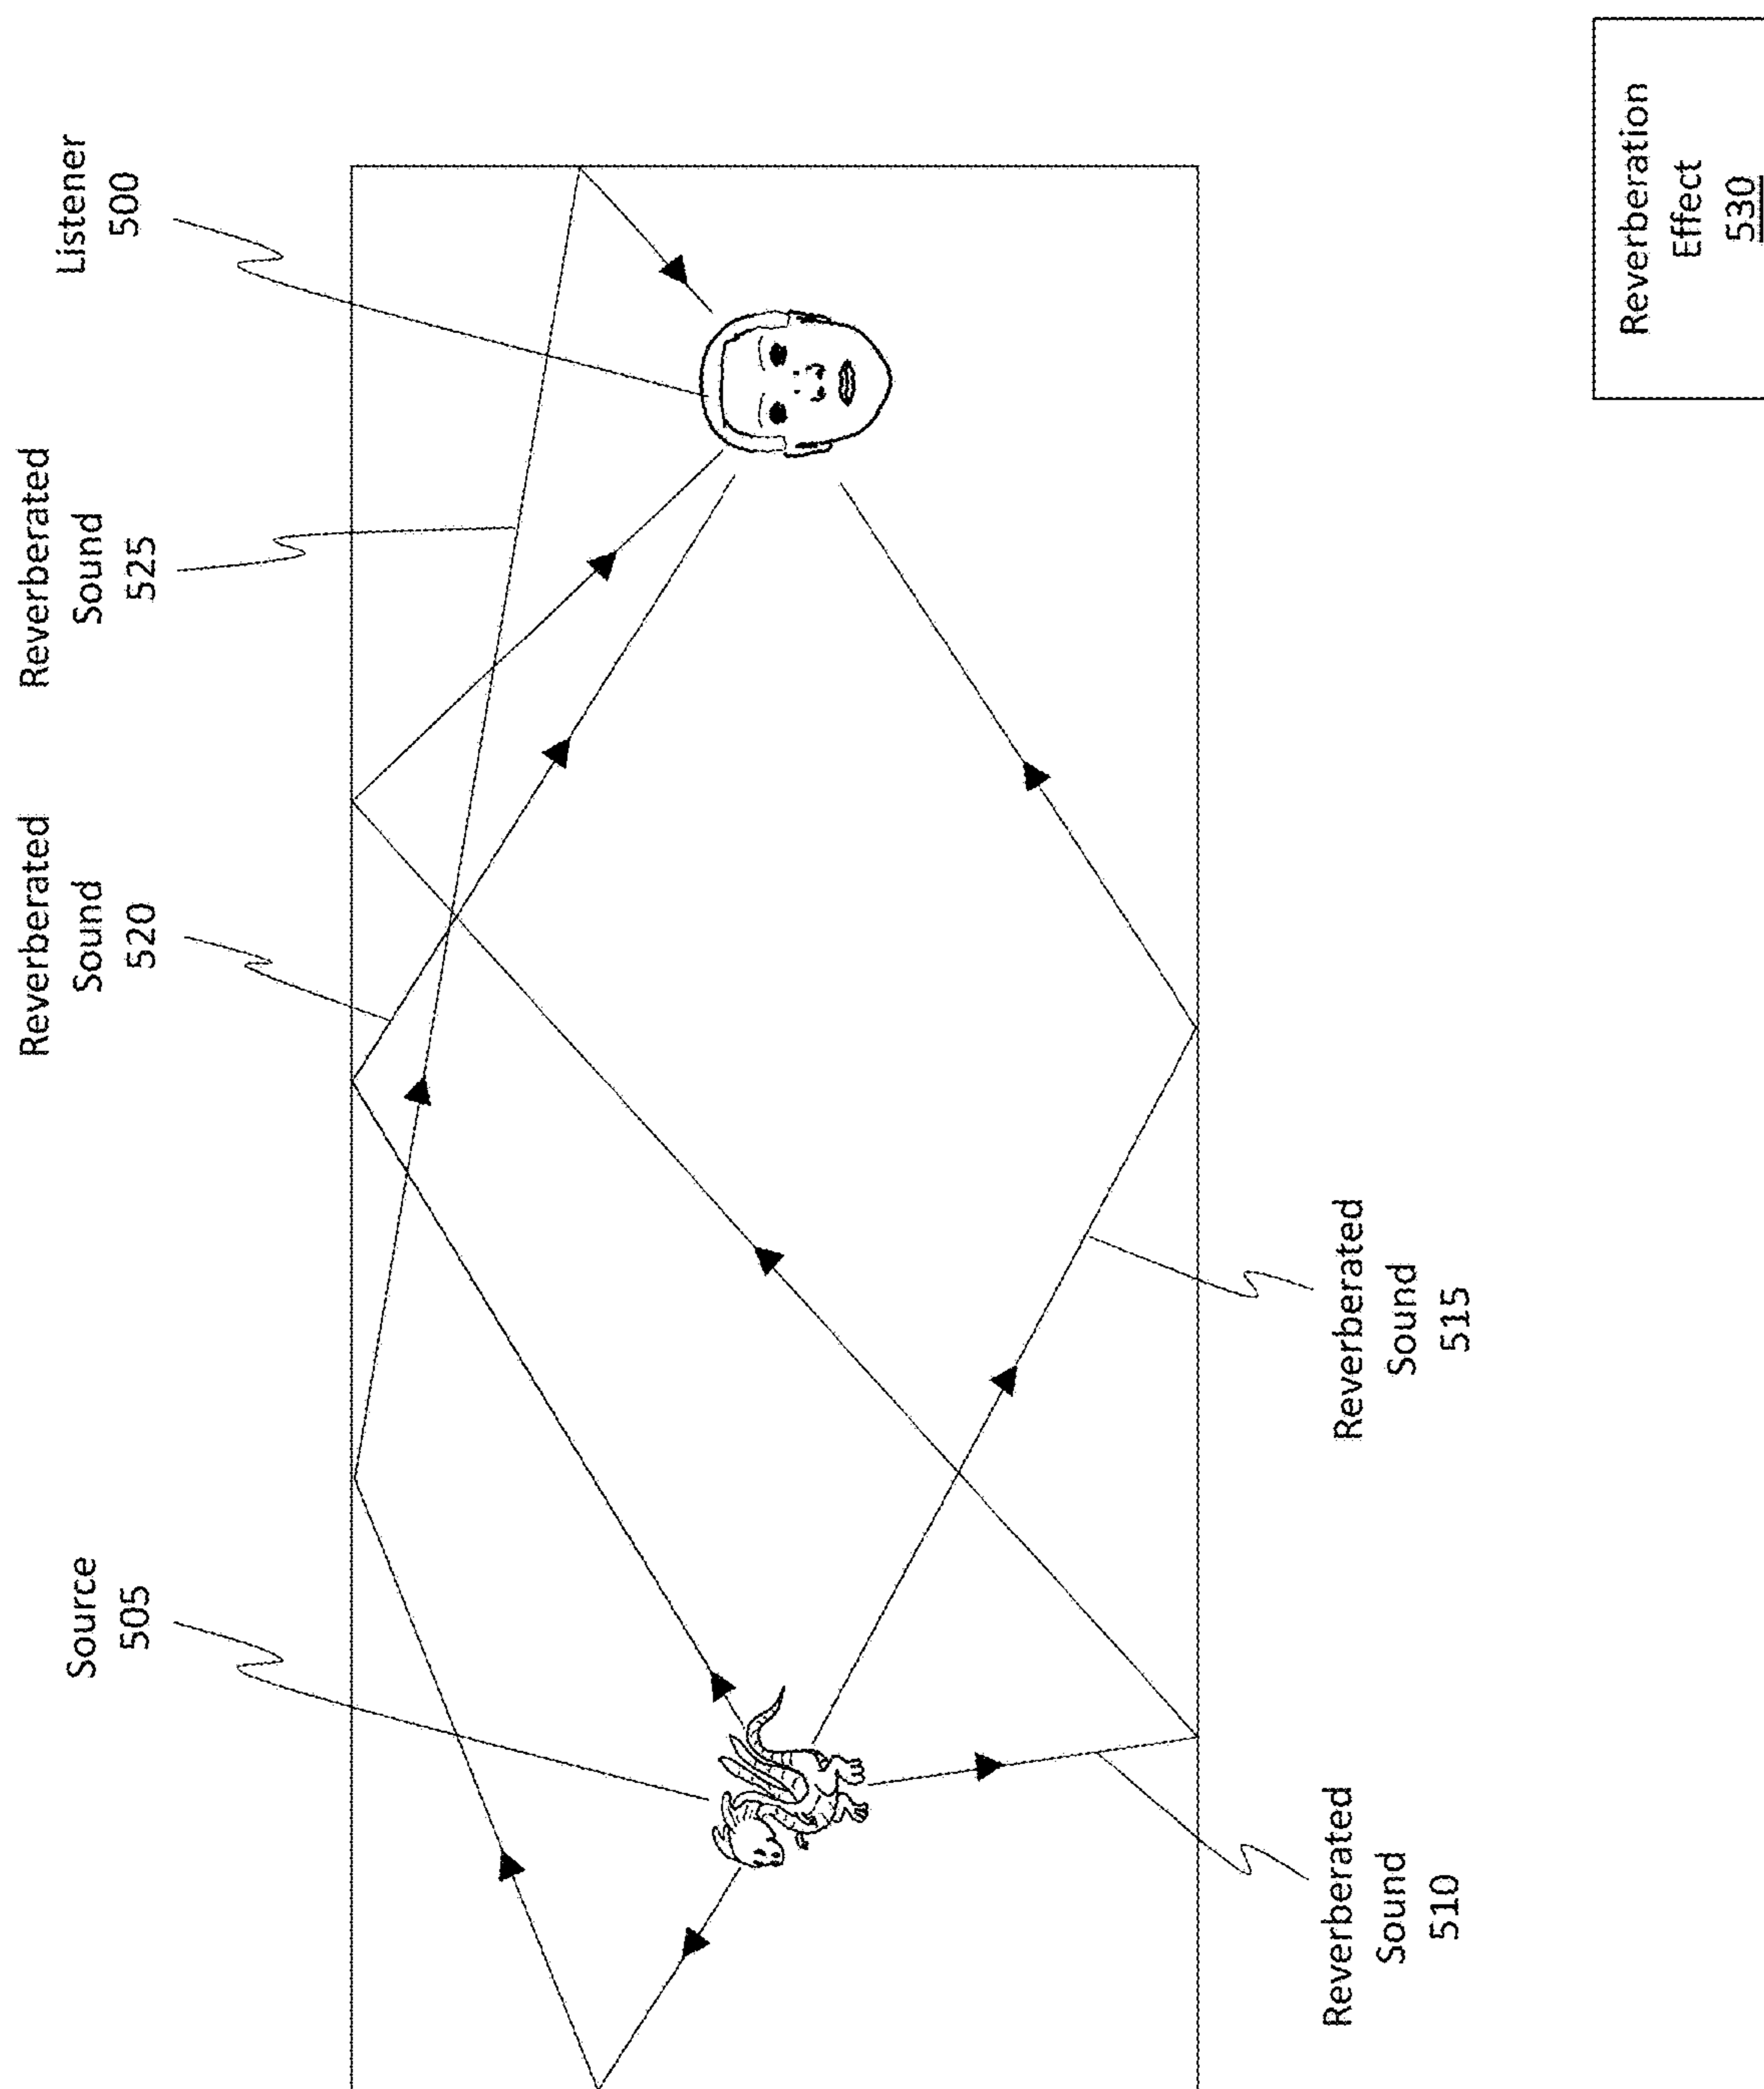 Reverberated
Sound
520
Reverberated
Sound
525
Source
505
Listener
500
Reverberated
Sound
510
Reverberated
Sound
515
Reverberation
Effect
530